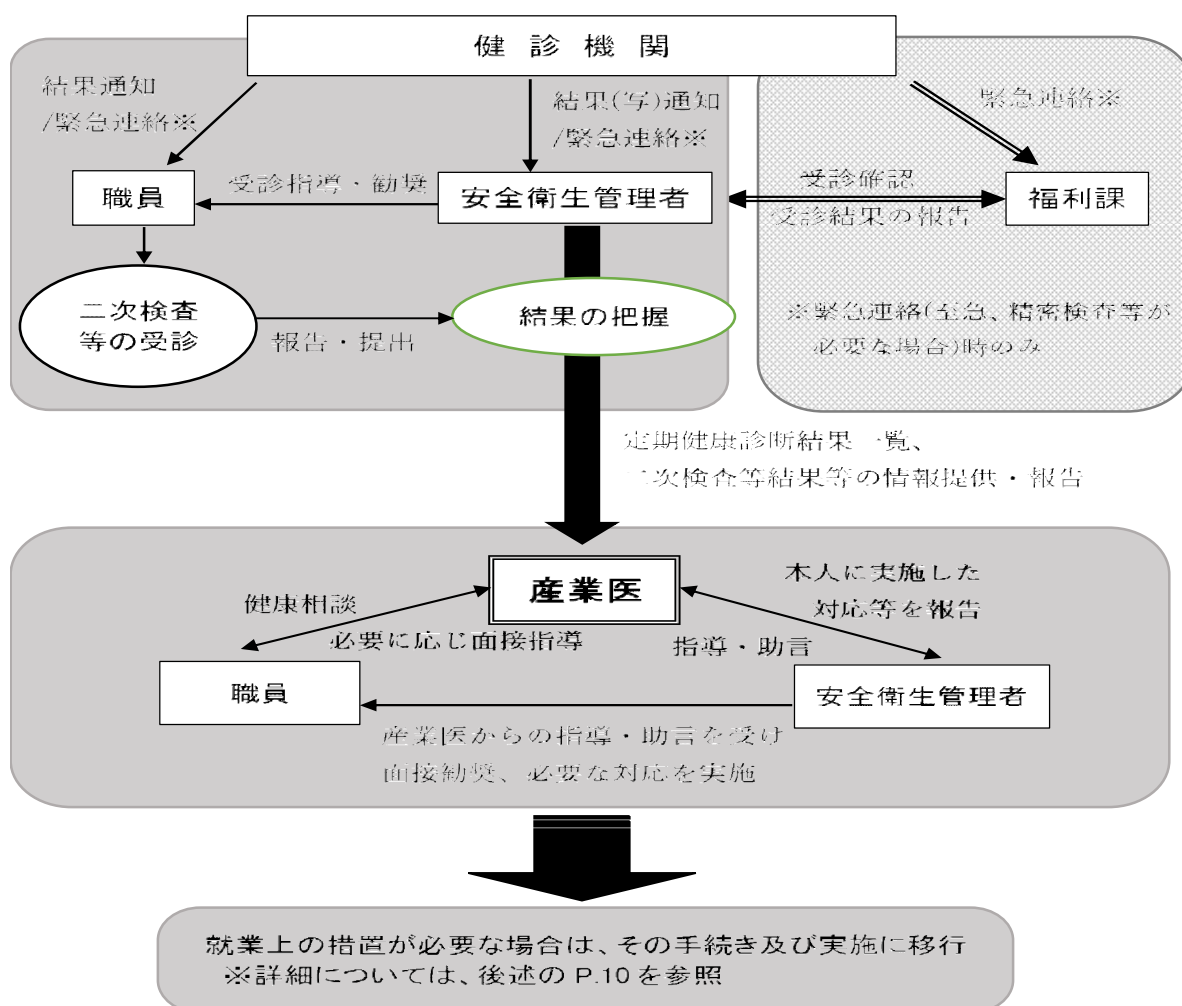 健診機関
結果通知
/緊急連絡※
結果(写)通知
/緊急連絡※
緊急連絡※
職員
受診指導・勧奨
安全衛生管理者
受診確認
受診結果の報告
福利課
二次検査
等の受診
報告・提出
結果の把握
※緊急連絡(至急、精密検査等が
必要な場合)時のみ
定期健康診断結果一覧、
二次検査等結果等の情報提供・報告
産業医
本人に実施した
対応等を報告
健康相談
必要に応じ面接指導
指導・助言
職員
安全衛生管理者
産業医からの指導・助言を受け
面接勧奨、必要な対応を実施
就業上の措置が必要な場合は、その手続き及び実施に移行
※詳細については、後述の P.10 を参照